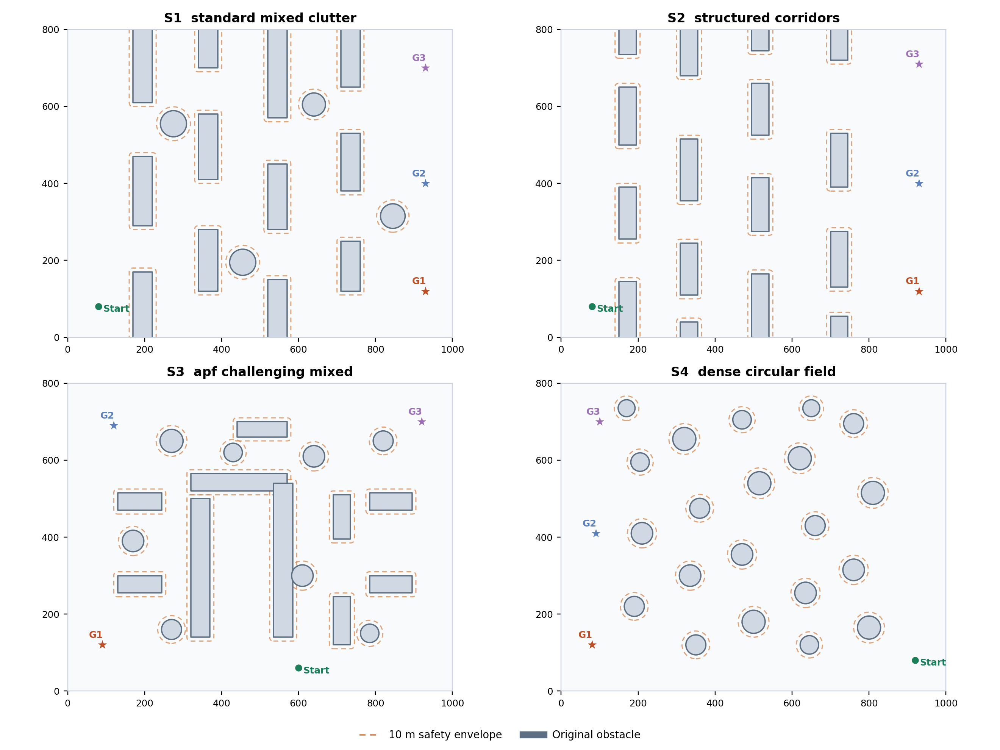 S1  standard mixed clutter
800
600
400
200
0
0
200
400
600
800
1000
G3
G2
G1
Start
S2  structured corridors
800
600
400
200
0
0
200
400
600
800
1000
G3
G2
G1
Start
S3  apf challenging mixed
800
600
400
200
0
0
200
400
600
800
1000
G2
G3
G1
Start
S4  dense circular field
800
600
400
200
0
0
200
400
600
800
1000
G3
G2
G1
Start
10 m safety envelope
Original obstacle